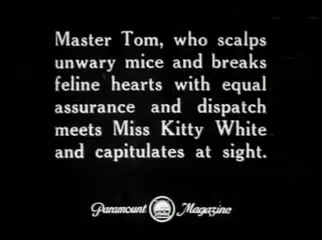 Master Tom, who scalps
unwary mice and breaks
feline hearts with equal
assurance and dispatch
meets Miss Kitty White
and capitulates at sight.
Paramount Magazine